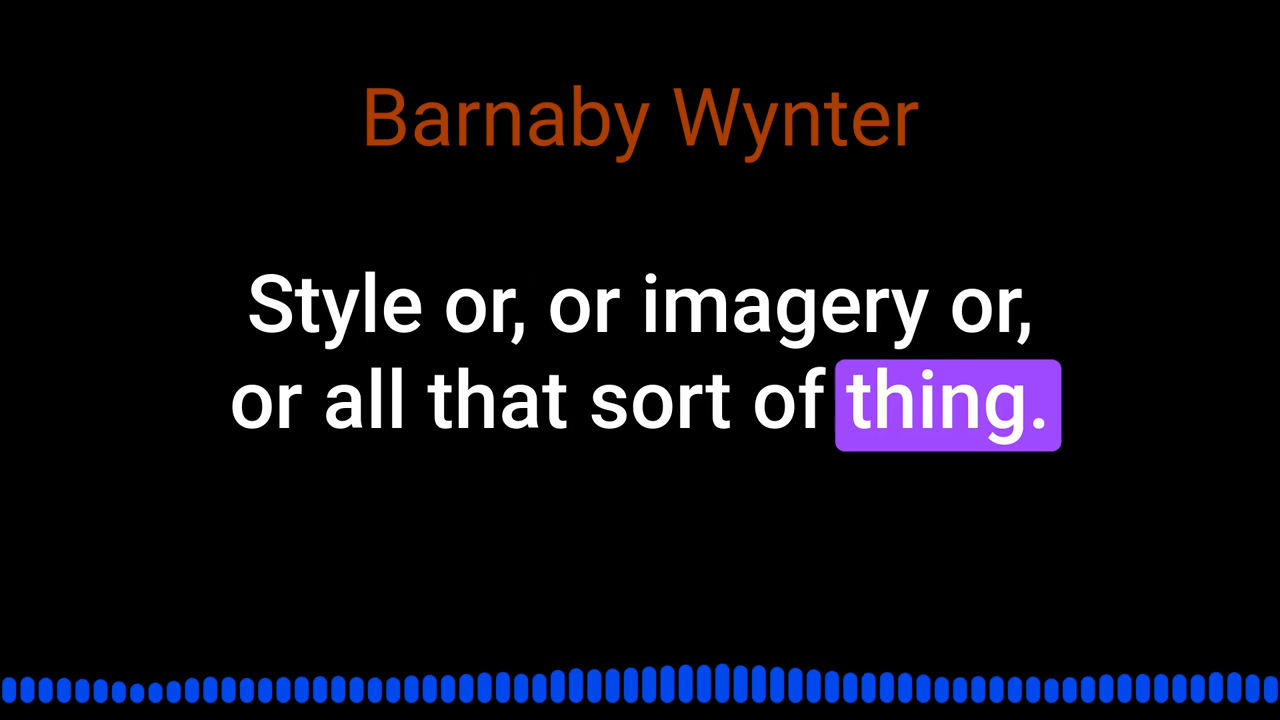 Barnaby Wynter
Style or, or imagery or,
or all that sort of thing.